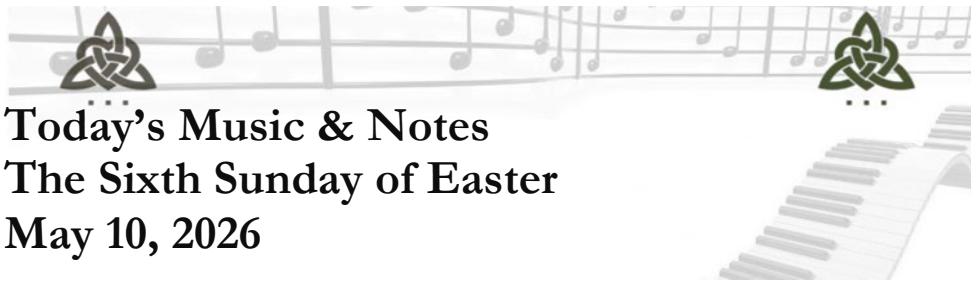 Today’s Music & Notes
The Sixth Sunday of Easter
May 10, 2026